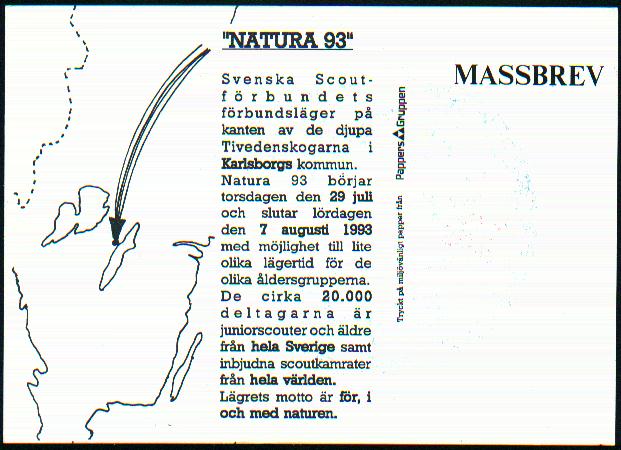 "NATURA 93"
Svenska Scout-
förbundets
förbundsläger på
kanten av de djupa
Tivedenskogarna i
Karlsborgs kommun.
Natura 93 börjar
torsdagen den 29 juli
och slutar lördagen
den 7 augusti 1993
med möjlighet till lite
olika lägertid för de
olika åldersgrupperna.
De cirka 20.000
deltagarna är
juniorscouter och äldre
från hela Sverige samt
inbjudna scoutkamrater
från hela världen.
Lägrets motto är för, i
och med naturen.
Tryckt på miljövänligt papper från PappersGruppen
MASSBREV